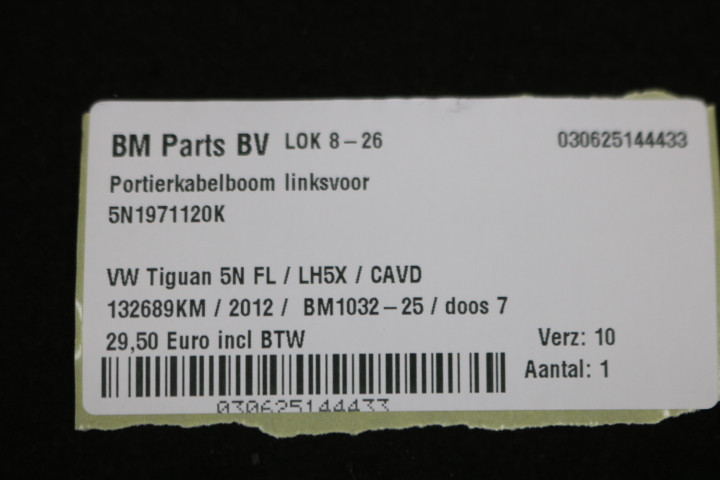 BM Parts BV LOK 8-26 030625144433
Portierkabelboom linksvoor
5N1971120K
VW Tiguan 5N FL / LH5X / CAVD
132689KM / 2012 / BM1032-25 / doos 7
29,50 Euro incl BTW Verz: 10
Aantal: 1
030625144433